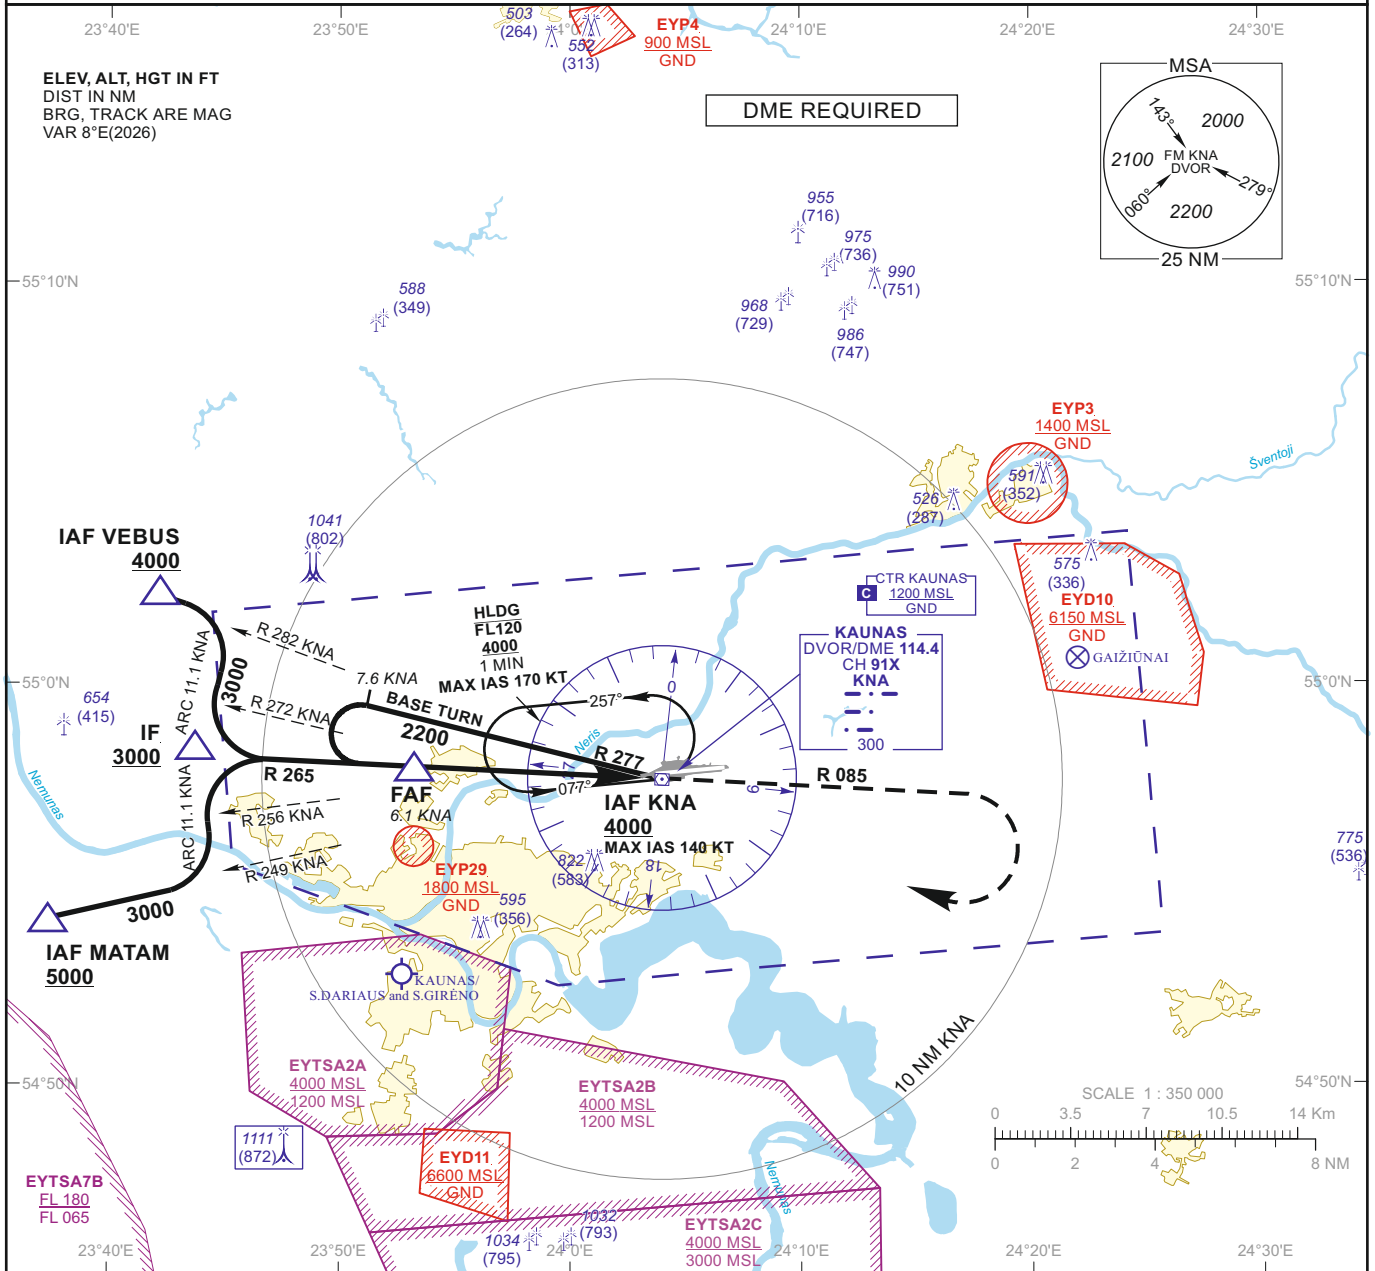 23°40'E
23°50'E
24°0'E
24°10'E
24°20'E
24°30'E
503
(264)
552
(313)
EYP4
900 MSL
GND
ELEV, ALT, HGT IN FT
DIST IN NM
BRG, TRACK ARE MAG
VAR 8°E(2026)
DME REQUIRED
MSA
143°
2000
2100
FM KNA
DVOR
279°
060°
2200
25 NM
955
(716)
975
(736)
990
(751)
968
(729)
986
(747)
588
(349)
55°10'N
55°10'N
EYP3
1400 MSL
GND
Šventoji
591
(352)
526
(287)
IAF VEBUS
4000
1041
(802)
575
(336)
EYD10
6150 MSL
GND
GAIŽIŪNAI
C
CTR KAUNAS
1200 MSL
GND
HLDG
FL120
4000
1 MIN
MAX IAS 170 KT
KAUNAS
DVOR/DME 114.4
CH 91X
KNA
300
R 282 KNA
ARC 11.1 KNA
3000
7.6 KNA
BASE TURN
2200
257°
0
55°0'N
55°0'N
654
(415)
R 272 KNA
IF
3000
Neris
R 277
27
077°
9
R 265
FAF
6.1 KNA
IAF KNA
4000
MAX IAS 140 KT
R 085
Nemunas
ARC 11.1 KNA
R 256 KNA
R 249 KNA
822
(583)
18
775
(536)
EYP29
1800 MSL
GND
595
(356)
3000
IAF MATAM
5000
KAUNAS/
S.DARIAUS and S.GIRĖNO
10 NM KNA
54°50'N
54°50'N
EYTSA2A
4000 MSL
1200 MSL
EYTSA2B
4000 MSL
1200 MSL
SCALE 1 : 350 000
0 3.5 7 10.5 14 Km
0 2 4 8 NM
1111
(872)
EYD11
6600 MSL
GND
Nemunas
EYTSA7B
FL 180
FL 065
1034
(795)
1032
(793)
EYTSA2C
4000 MSL
3000 MSL
23°40'E
23°50'E
24°0'E
24°10'E
24°20'E
24°30'E